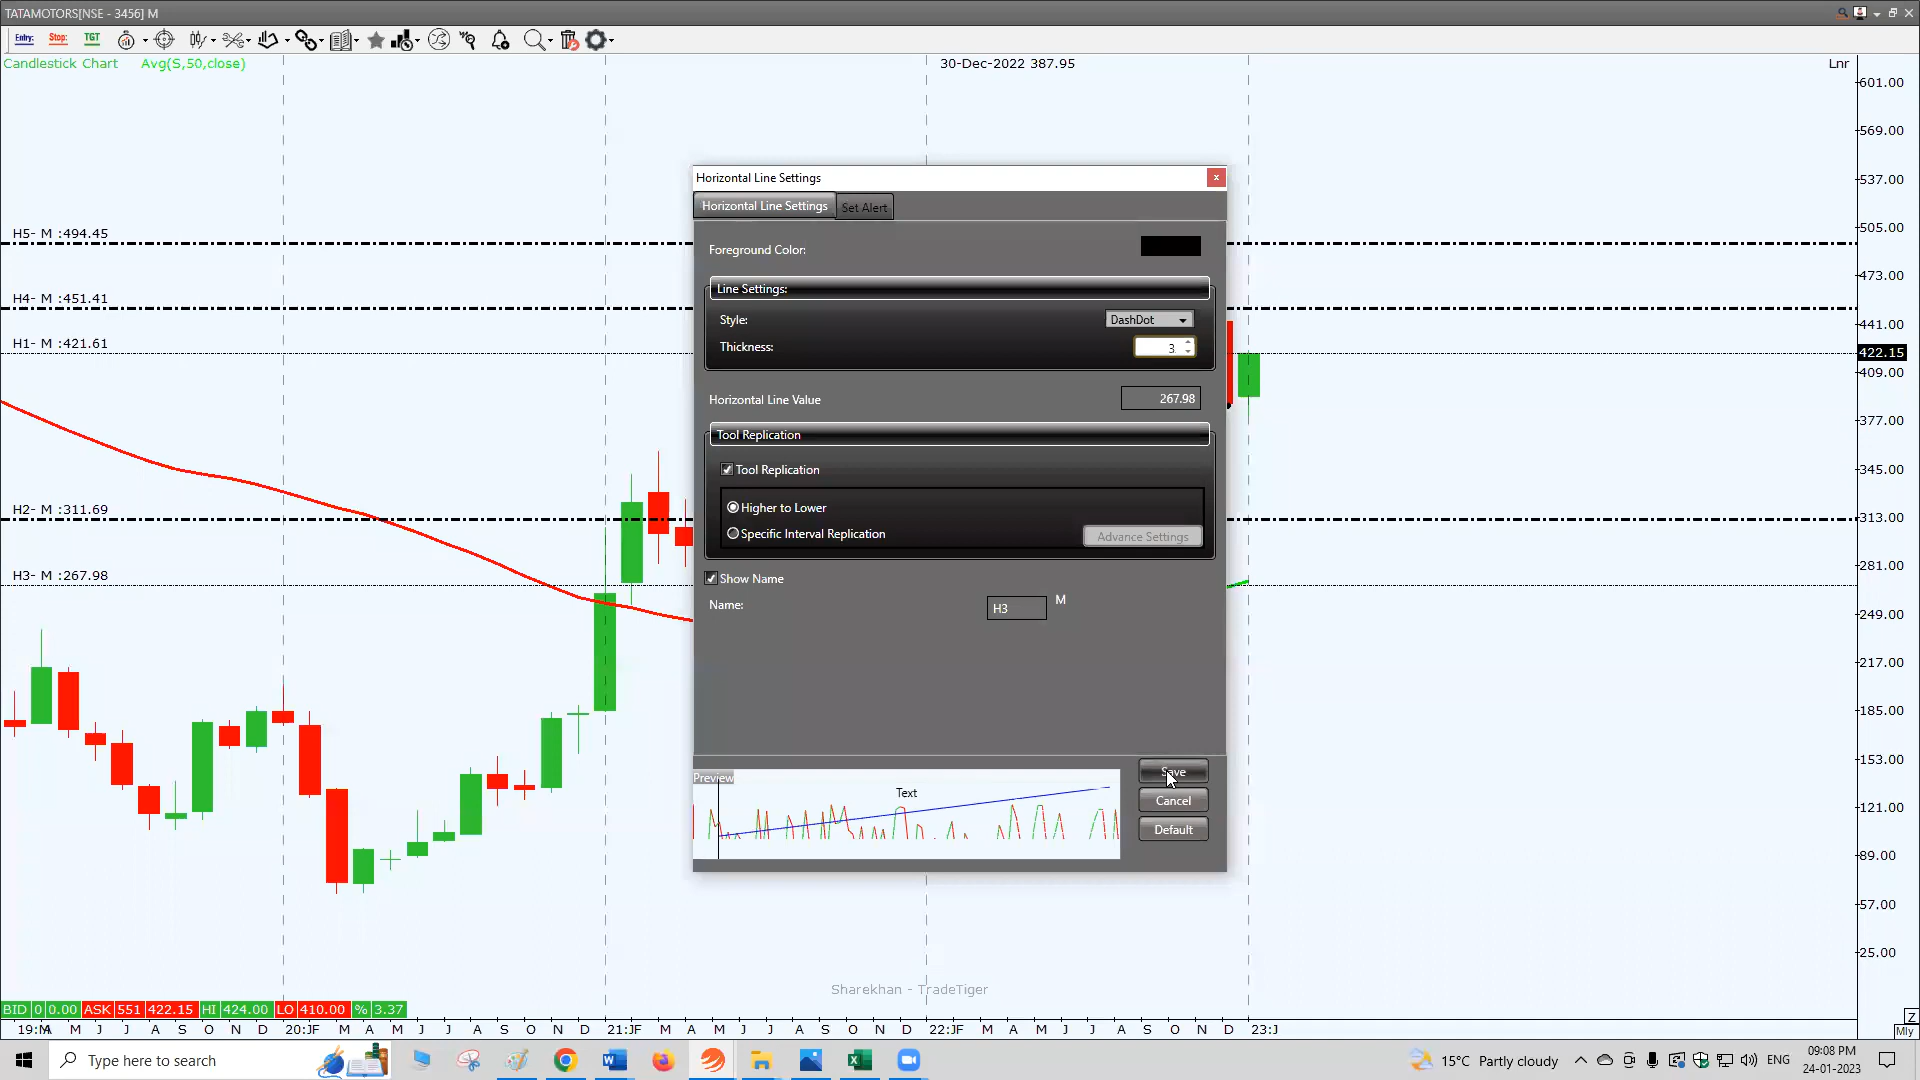 TATAMOTORS[NSE - 3456] M
Entry: Stop: TGT
Candlestick Chart Avg(S,50,close)
30-Dec-2022 387.95
Lnr
601.00
569.00
537.00
505.00
473.00
441.00
422.15
409.00
377.00
345.00
313.00
281.00
249.00
217.00
185.00
153.00
121.00
89.00
57.00
25.00
H5- M :494.45
H4- M :451.41
H1- M :421.61
H2- M :311.69
H3- M :267.98
Horizontal Line Settings x
Horizontal Line Settings Set Alert
Foreground Color:
Line Settings:
Style: DashDot
Thickness: 3
Horizontal Line Value 267.98
Tool Replication
Tool Replication
Higher to Lower
Specific Interval Replication Advance Settings
Show Name
Name: H3 M
Preview
Text
Save
Cancel
Default
Sharekhan - TradeTiger
BID 0 0.00 ASK 551 422.15 HI 424.00 LO 410.00 % 3.37
M J J A S O N D 20:JF M A M J J A S O N D 21:JF M A M J J A S O N D 22:JF M A M J J A S O N D 23:J
Z
Mly
Type here to search
15°C Partly cloudy
ENG
09:08 PM
24-01-2023